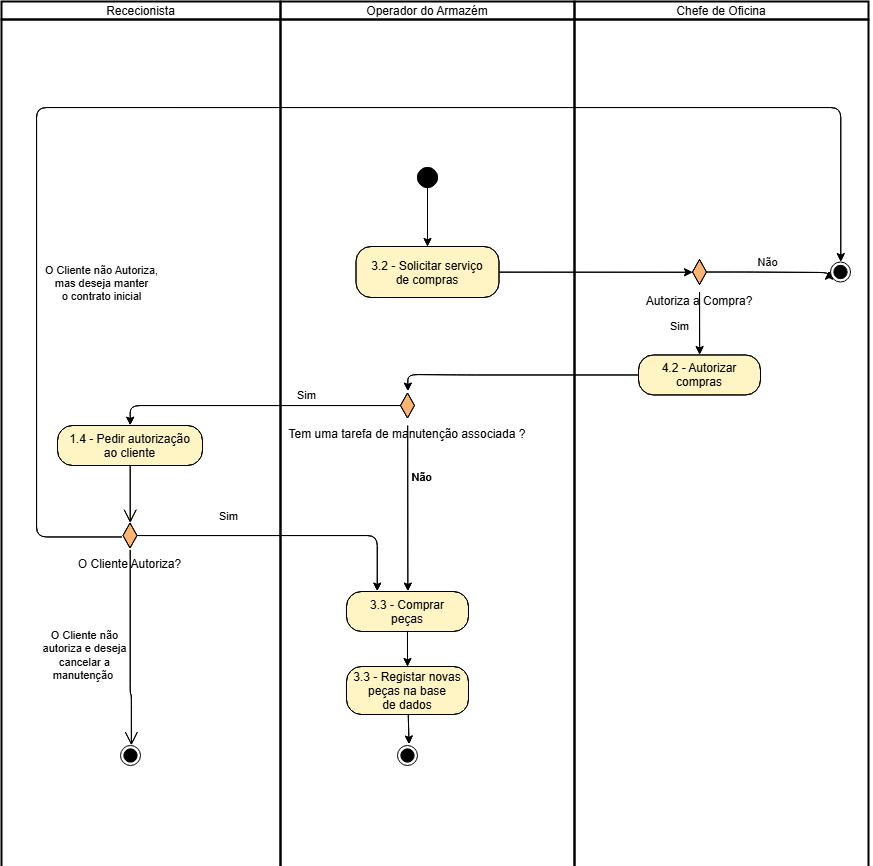 Rececionista
Operador do Armazém
Chefe de Oficina
O Cliente não Autoriza,
mas deseja manter
o contrato inicial
3.2 - Solicitar serviço
de compras
Não
Autoriza a Compra?
Sim
4.2 - Autorizar
compras
Sim
Tem uma tarefa de manutenção associada ?
1.4 - Pedir autorização
ao cliente
Não
Sim
O Cliente Autoriza?
3.3 - Comprar
peças
O Cliente não
autoriza e deseja
cancelar a
manutenção
3.3 - Registar novas
peças na base
de dados